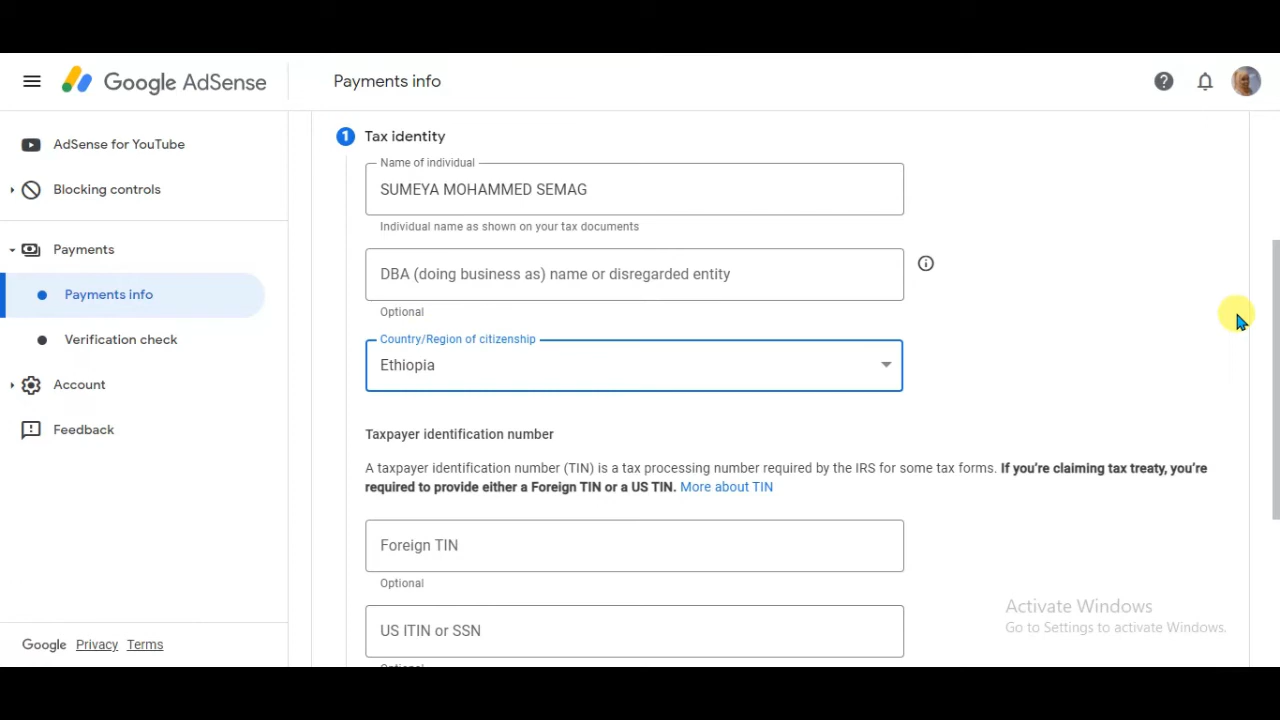 Google AdSense
Payments info
AdSense for YouTube
Blocking controls
Payments
Payments info
Verification check
Account
Feedback
Google Privacy Terms
1 Tax identity
Name of individual
SUMEYA MOHAMMED SEMAG
Individual name as shown on your tax documents
DBA (doing business as) name or disregarded entity
Optional
Country/Region of citizenship
Ethiopia
Taxpayer identification number
A taxpayer identification number (TIN) is a tax processing number required by the IRS for some tax forms. If you’re claiming tax treaty, you’re
required to provide either a Foreign TIN or a US TIN. More about TIN
Foreign TIN
Optional
US ITIN or SSN
Optional
Activate Windows
Go to Settings to activate Windows.